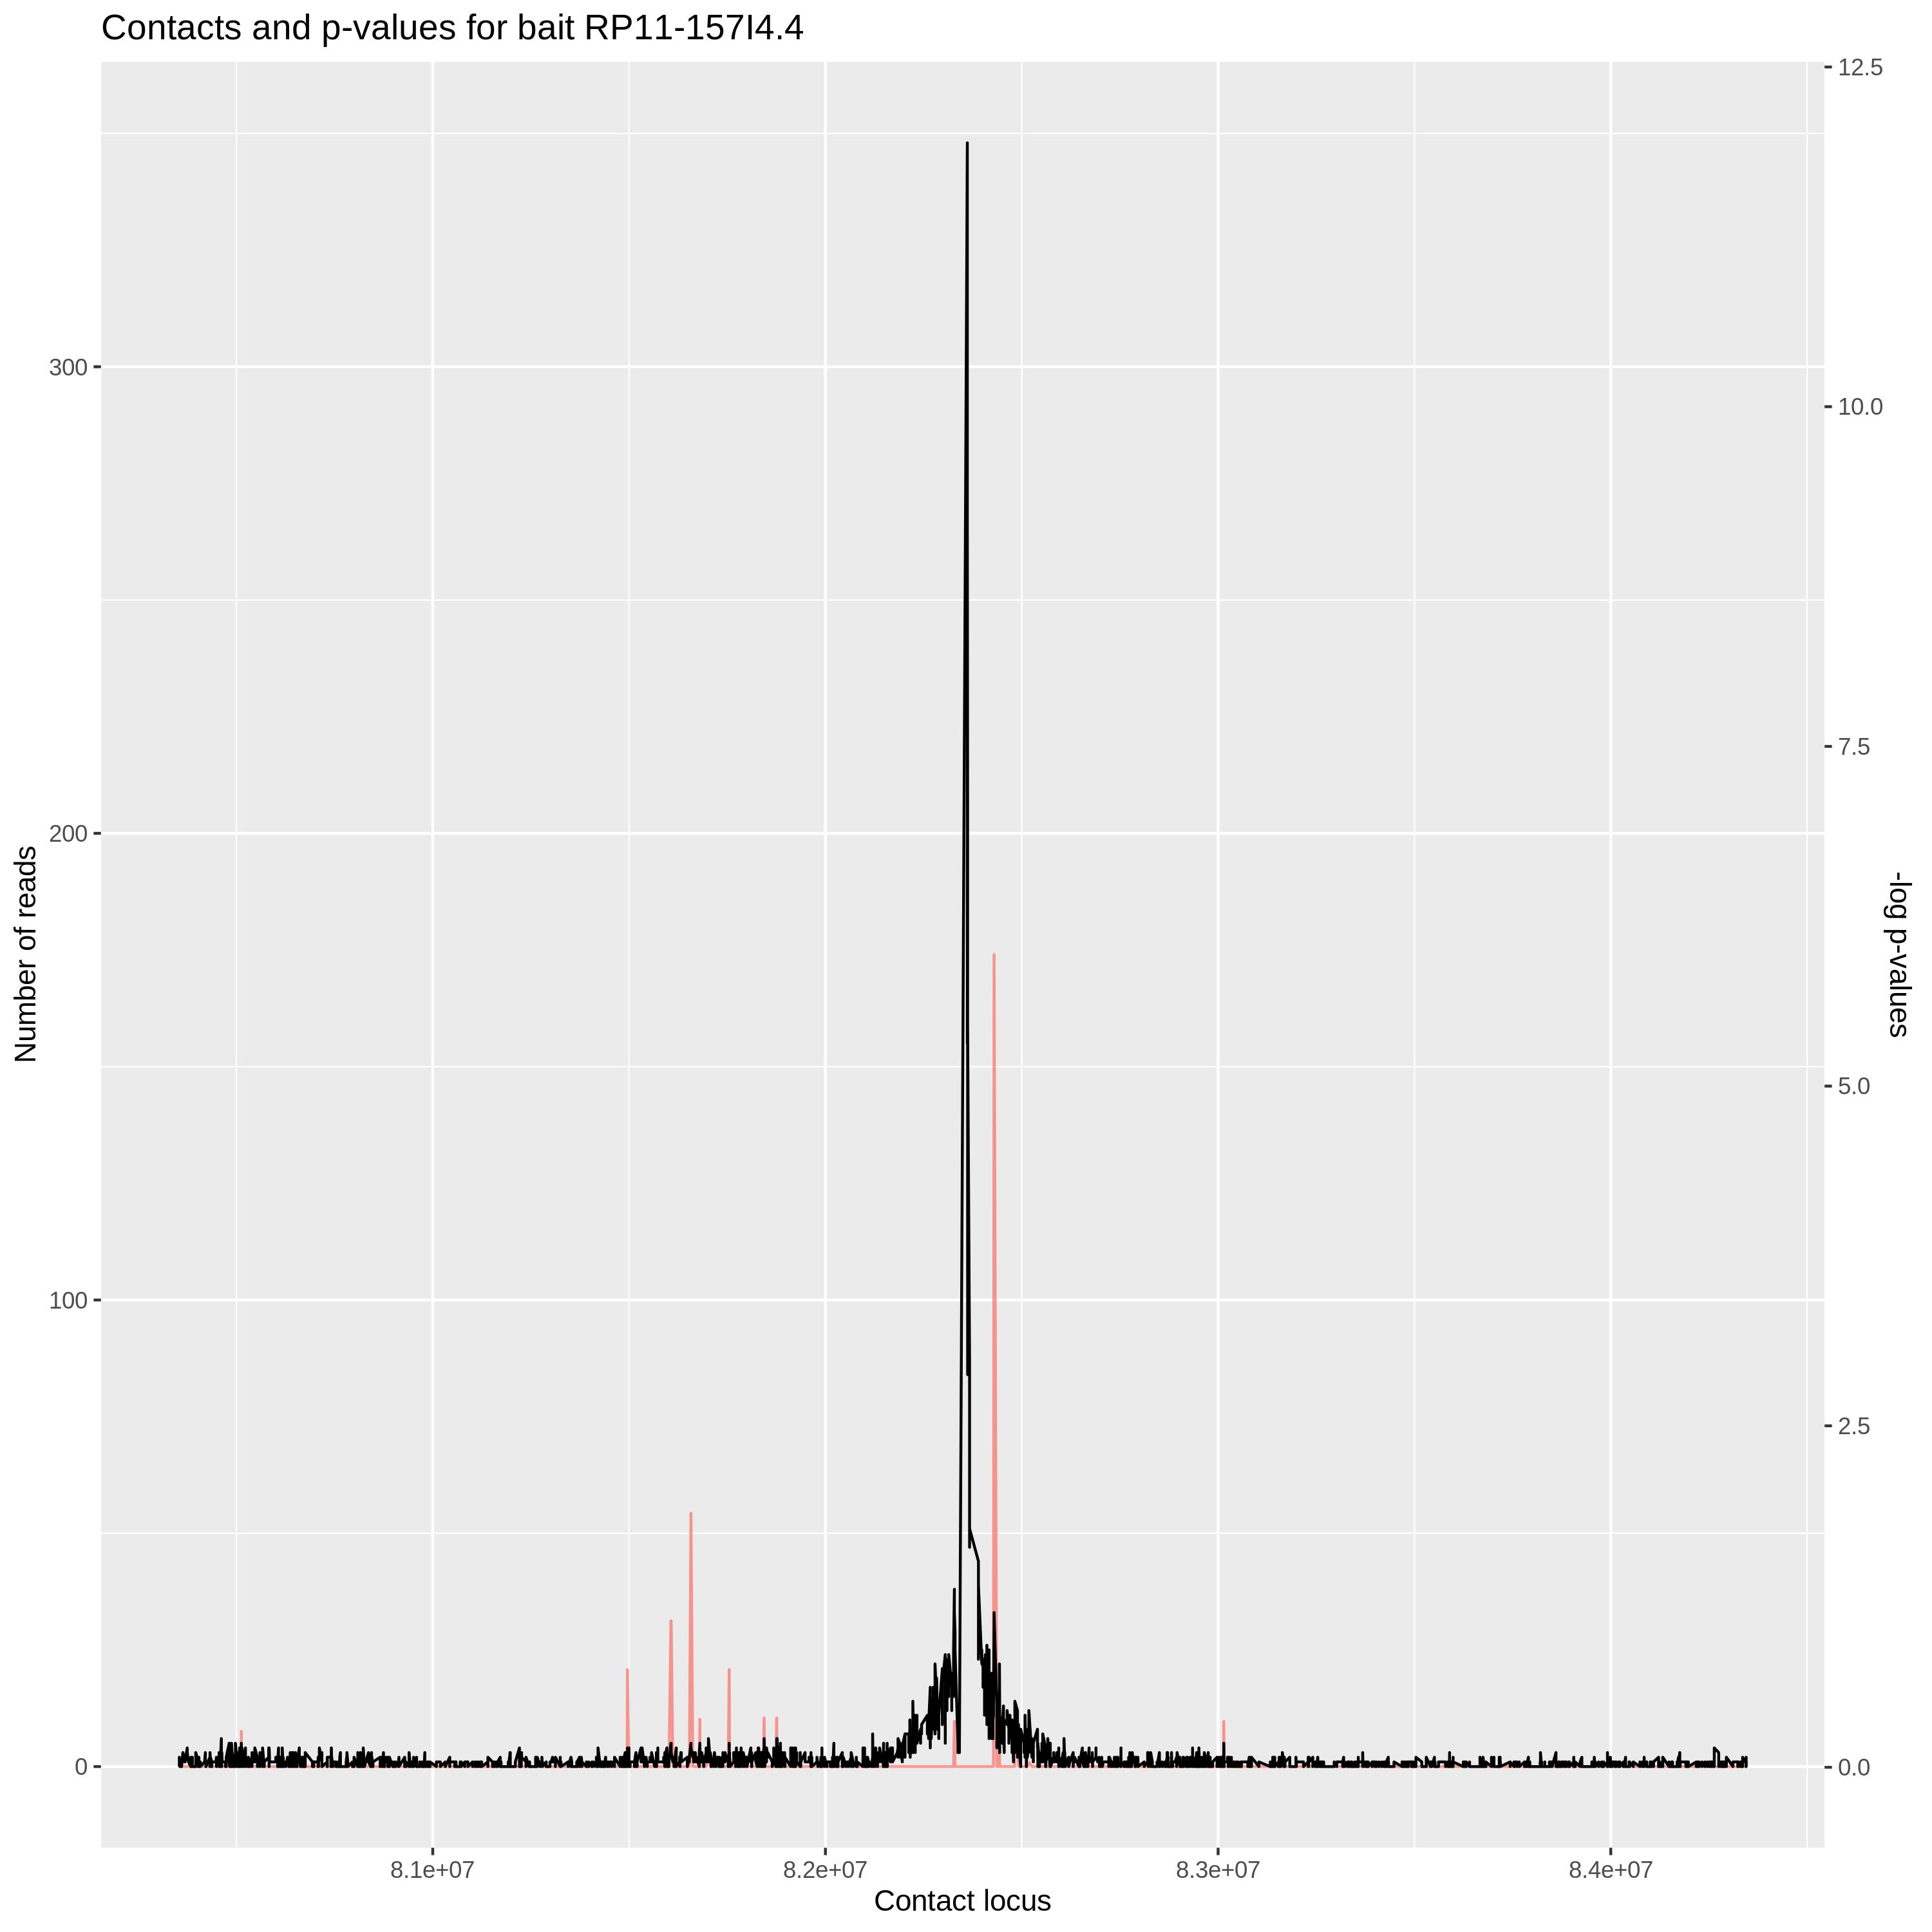 Contacts and p-values for bait RP11-157I4.4
12.5
300
10.0
7.5
200
Number of reads
-log p-values
5.0
100
2.5
0
0.0
8.1e+07
8.2e+07
8.3e+07
8.4e+07
Contact locus